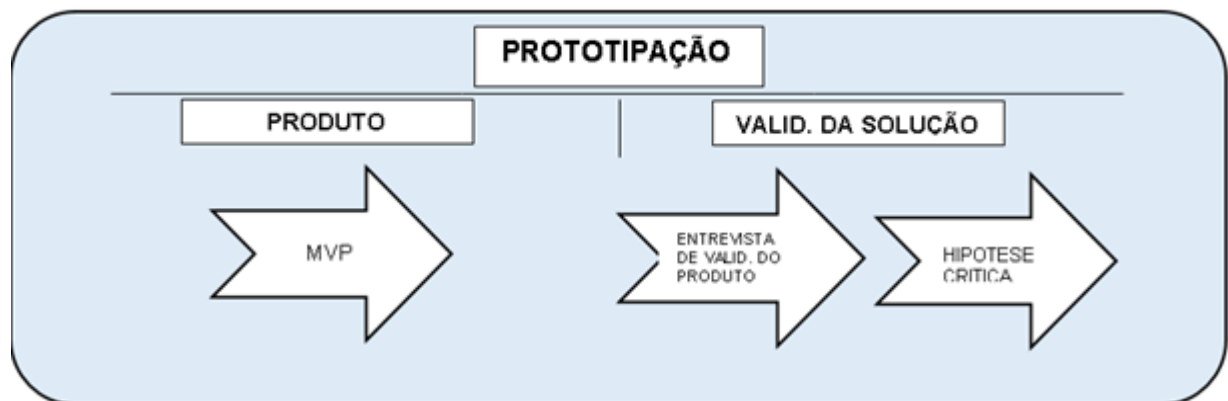 PROTOTIPAÇÃO
PRODUTO
VALID. DA SOLUÇÃO
MVP
ENTREVISTA
DE VALID. DO
PRODUTO
HIPOTESE
CRITICA